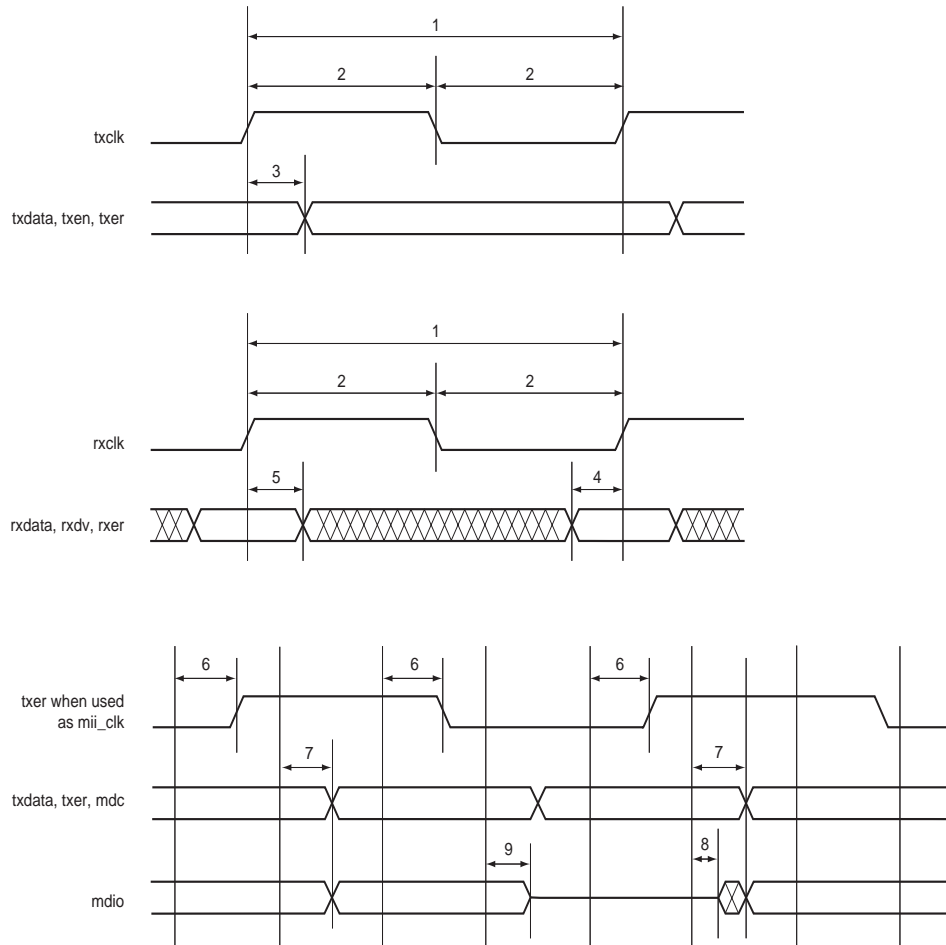 1
2 2
txclk
3
txdata, txen, txer
1
2 2
rxclk
5 4
rxdata, rxdv, rxer
6 6 6
txer when used
as mii_clk
7 7
txdata, txer, mdc
9 8
mdio